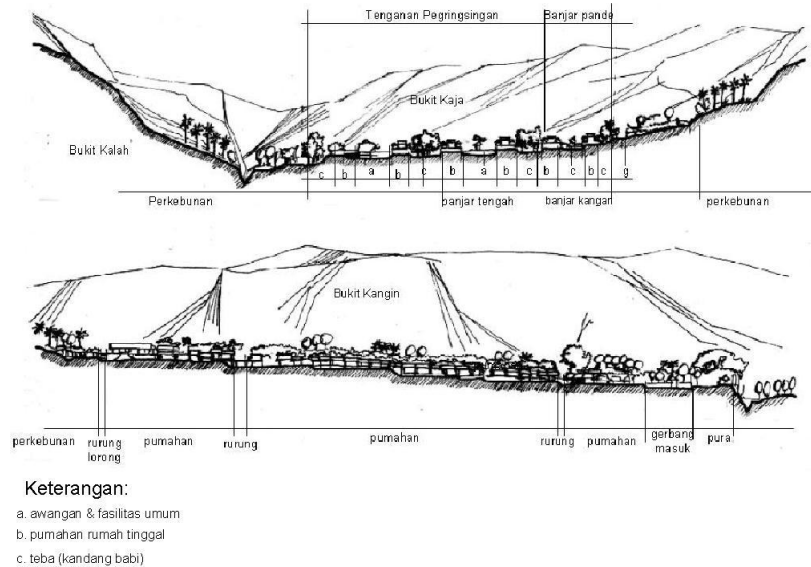 Tenganan Pegringsingan Banjar pande
Bukit Kaja
Bukit Kalah
c b a b c b a b c b c b c g
Perkebunan banjar tengah banjar kangan perkebunan
Bukit Kangin
perkebunan rurung lorong pumahan rurung pumahan rurung pumahan gerbang masuk pura
Keterangan:
a. awangan & fasilitas umum
b. pumahan rumah tinggal
c. teba (kandang babi)